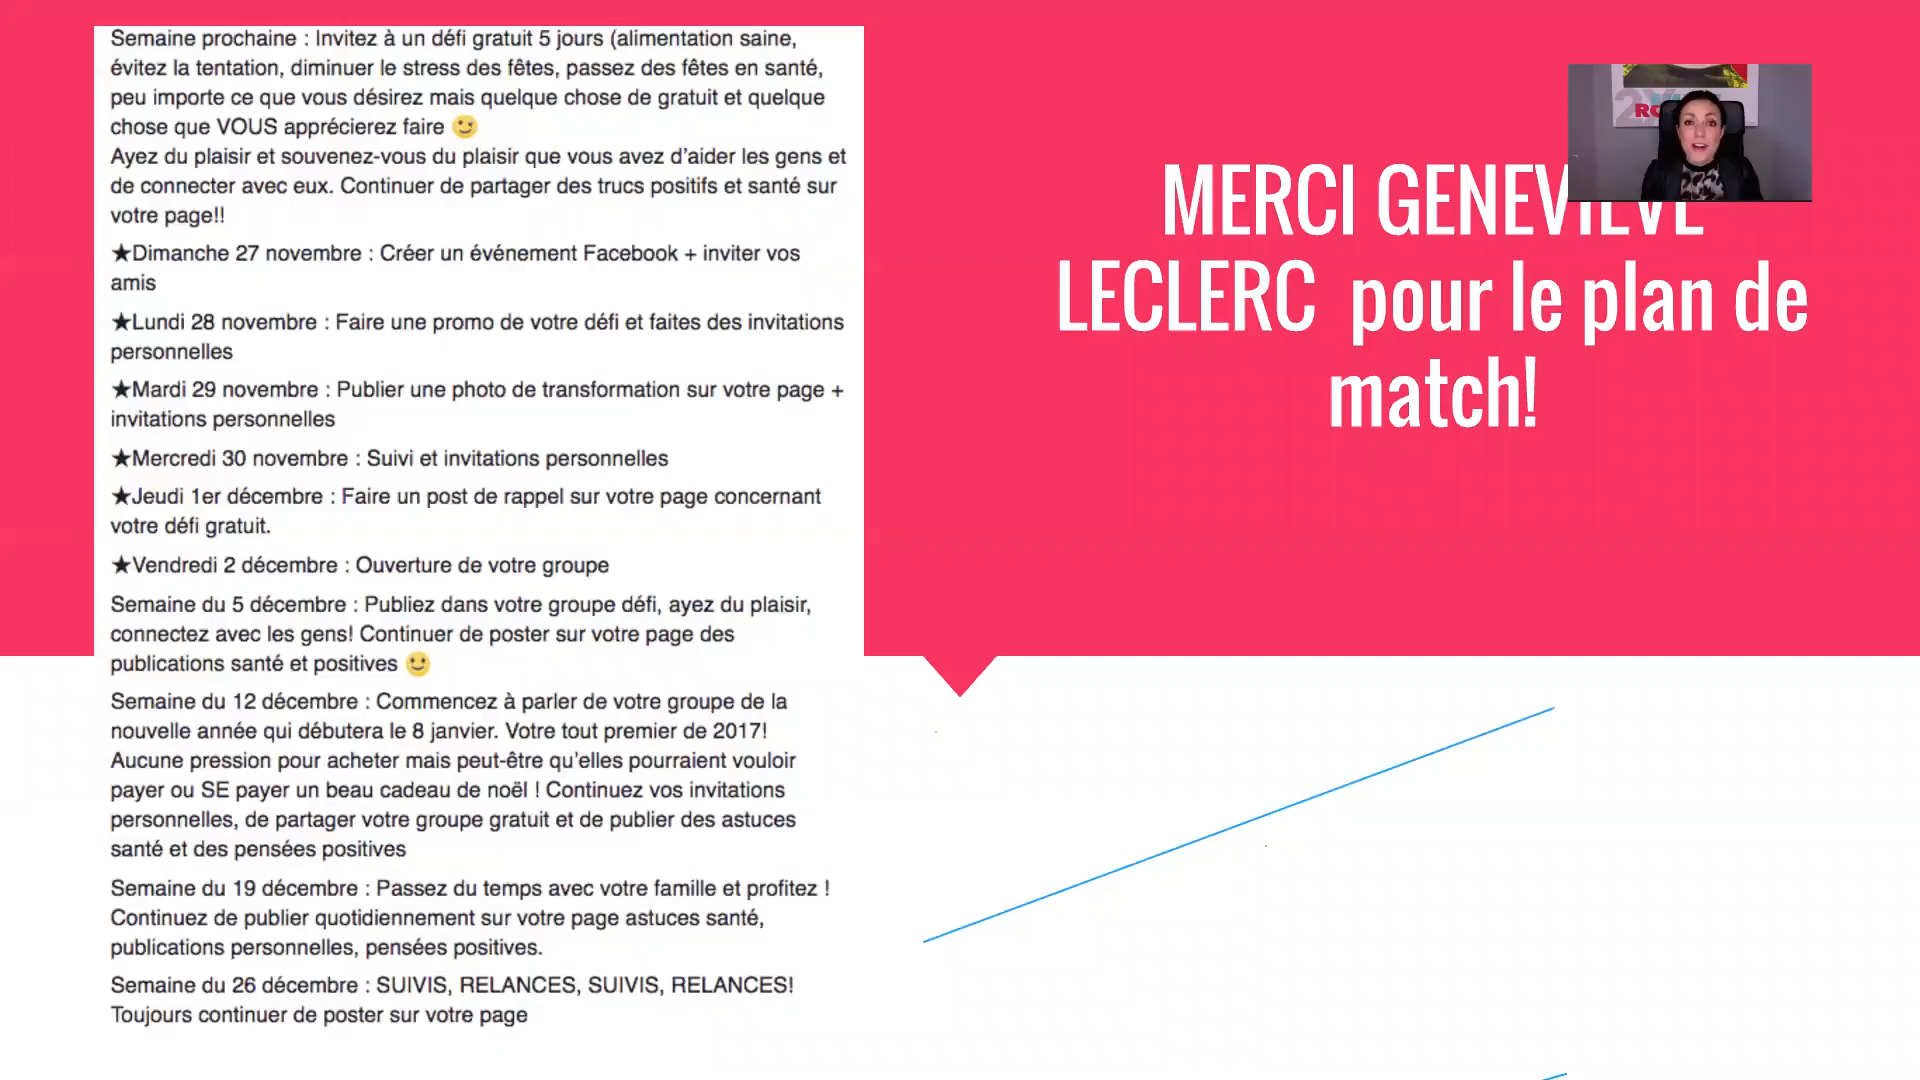 Semaine prochaine : Invitez à un défi gratuit 5 jours (alimentation saine,
évitez la tentation, diminuer le stress des fêtes, passez des fêtes en santé,
peu importe ce que vous désirez mais quelque chose de gratuit et quelque
chose que VOUS apprécierez faire 😉
Ayez du plaisir et souvenez-vous du plaisir que vous avez d'aider les gens et
de connecter avec eux. Continuer de partager des trucs positifs et santé sur
votre page!!
★Dimanche 27 novembre : Créer un événement Facebook + inviter vos
amis
★Lundi 28 novembre : Faire une promo de votre défi et faites des invitations
personnelles
★Mardi 29 novembre : Publier une photo de transformation sur votre page +
invitations personnelles
★Mercredi 30 novembre : Suivi et invitations personnelles
★Jeudi 1er décembre : Faire un post de rappel sur votre page concernant
votre défi gratuit.
★Vendredi 2 décembre : Ouverture de votre groupe
Semaine du 5 décembre : Publiez dans votre groupe défi, ayez du plaisir,
connectez avec les gens! Continuer de poster sur votre page des
publications santé et positives 🙂
Semaine du 12 décembre : Commencez à parler de votre groupe de la
nouvelle année qui débutera le 8 janvier. Votre tout premier de 2017!
Aucune pression pour acheter mais peut-être qu'elles pourraient vouloir
payer ou SE payer un beau cadeau de noël ! Continuez vos invitations
personnelles, de partager votre groupe gratuit et de publier des astuces
santé et des pensées positives
Semaine du 19 décembre : Passez du temps avec votre famille et profitez !
Continuez de publier quotidiennement sur votre page astuces santé,
publications personnelles, pensées positives.
Semaine du 26 décembre : SUIVIS, RELANCES, SUIVIS, RELANCES!
Toujours continuer de poster sur votre page
MERCI GENEVIEVE
LECLERC pour le plan de
match!